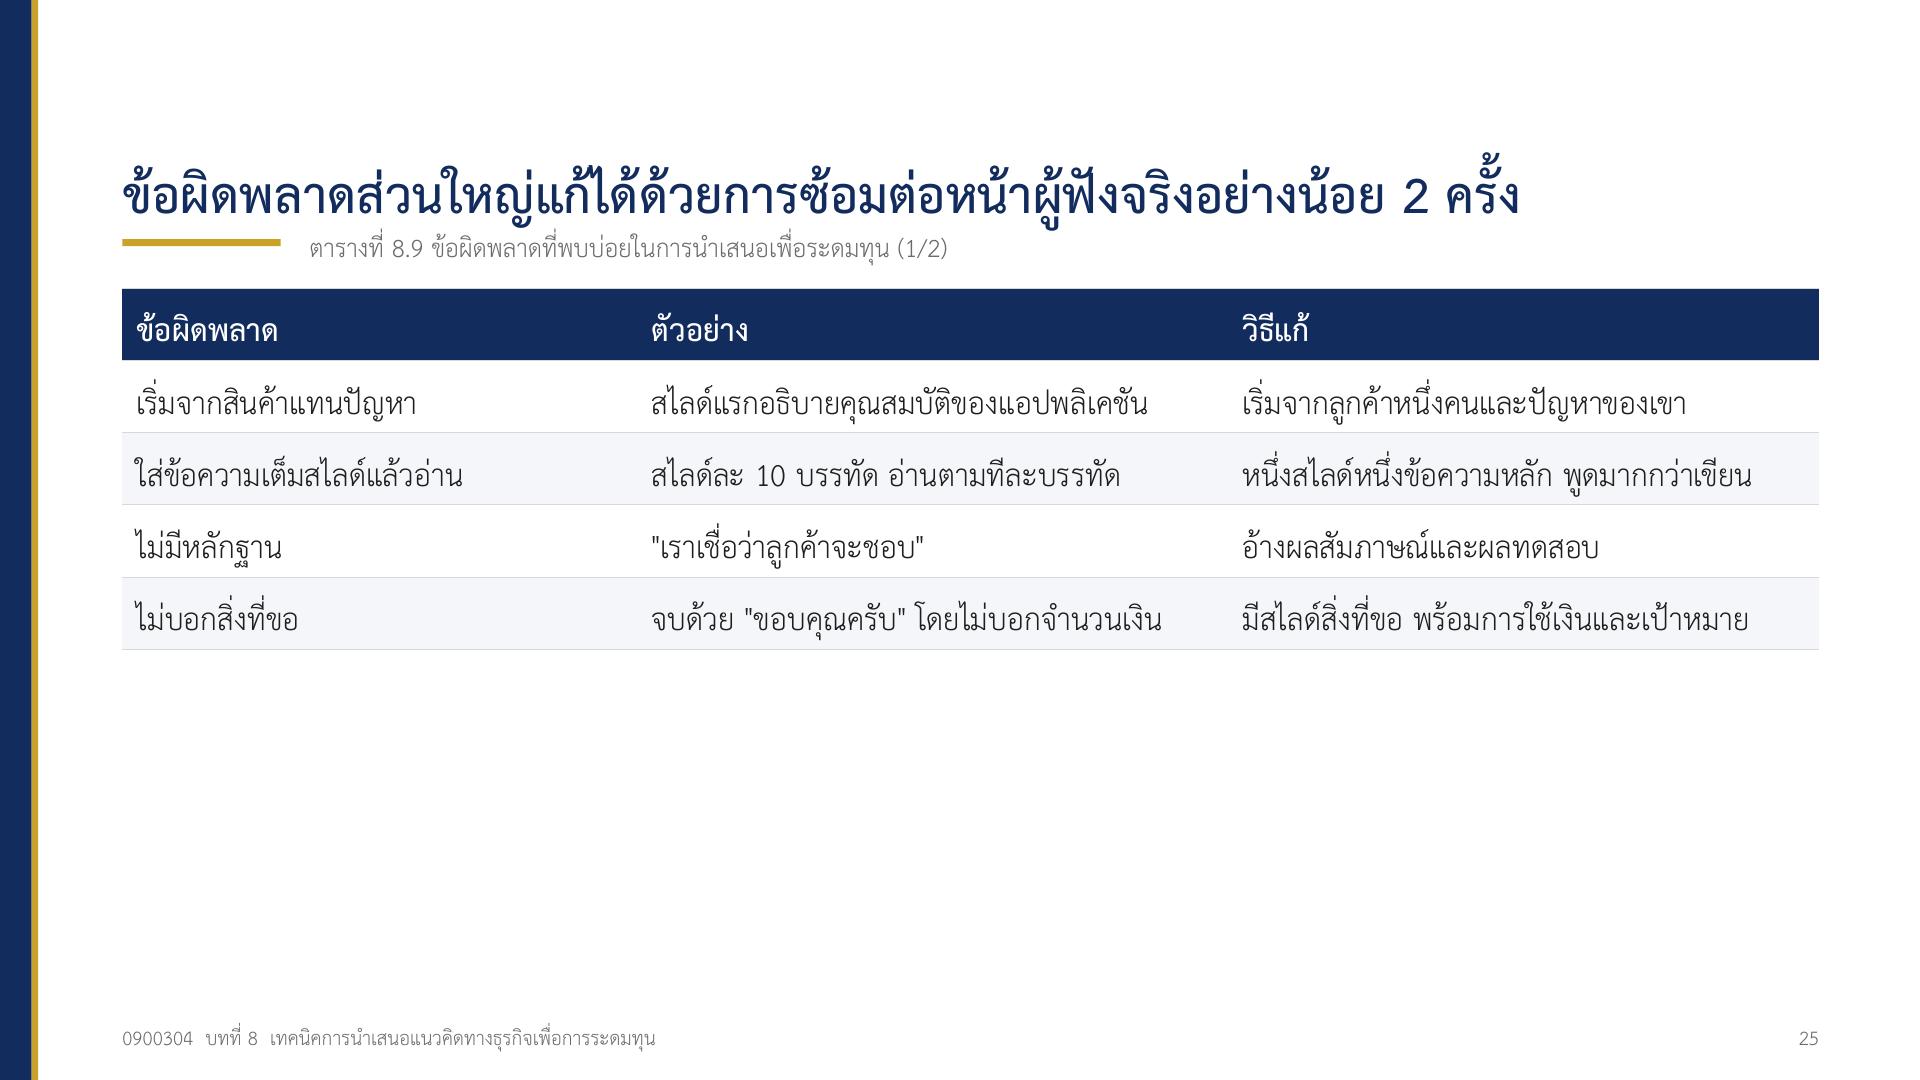 ข้อผิดพลาดส่วนใหญ่แก้ได้ด้วยการซ้อมต่อหน้าผู้ฟังจริงอย่างน้อย 2 ครั้ง
ตารางที่ 8.9 ข้อผิดพลาดที่พบบ่อยในการนำเสนอเพื่อระดมทุน (1/2)
ข้อผิดพลาด ตัวอย่าง วิธีแก้
เริ่มจากสินค้าแทนปัญหา สไลด์แรกอธิบายคุณสมบัติของแอปพลิเคชัน เริ่มจากลูกค้าหนึ่งคนและปัญหาของเขา
ใส่ข้อความเต็มสไลด์แล้วอ่าน สไลด์ละ 10 บรรทัด อ่านตามทีละบรรทัด หนึ่งสไลด์หนึ่งข้อความหลัก พูดมากกว่าเขียน
ไม่มีหลักฐาน "เราเชื่อว่าลูกค้าจะชอบ" อ้างผลสัมภาษณ์และผลทดสอบ
ไม่บอกสิ่งที่ขอ จบด้วย "ขอบคุณครับ" โดยไม่บอกจำนวนเงิน มีสไลด์สิ่งที่ขอ พร้อมการใช้เงินและเป้าหมาย
0900304 บทที่ 8 เทคนิคการนำเสนอแนวคิดทางธุรกิจเพื่อการระดมทุน 25